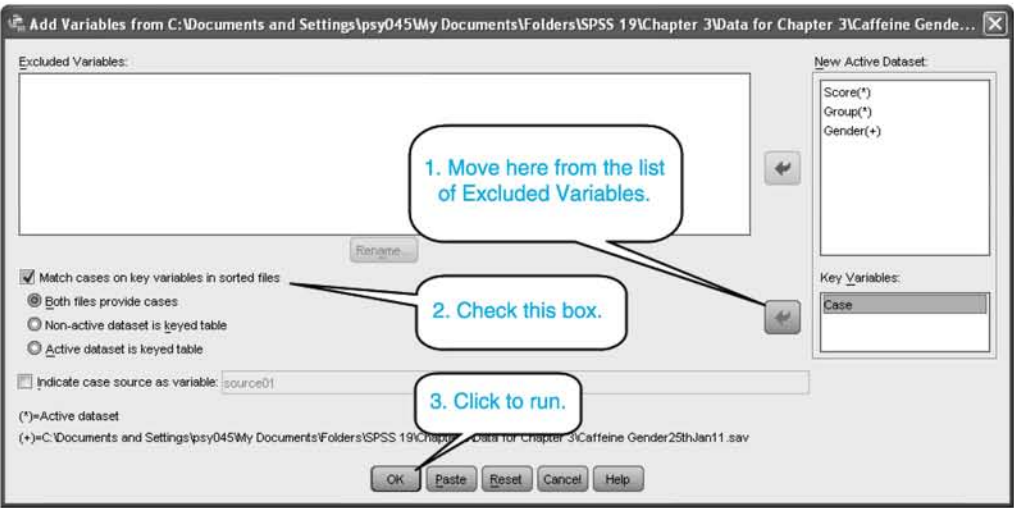 Add Variables from C:\Documents and Settings\psy045\My Documents\Folders\SPSS 19\Chapter 3\Data for Chapter 3\Caffeine Gende...
Excluded Variables:
New Active Dataset:
Score(*)
Group(*)
Gender(+)
1. Move here from the list
of Excluded Variables.
Rename...
Match cases on key variables in sorted files
Both files provide cases
Non-active dataset is keyed table
Active dataset is keyed table
2. Check this box.
Key Variables:
Case
Indicate case source as variable: source01
3. Click to run.
(*)=Active dataset
(+)=C:\Documents and Settings\psy045\My Documents\Folders\SPSS 19\Chapter Data for Chapter 3\Caffeine Gender25thJan11.sav
OK Paste Reset Cancel Help